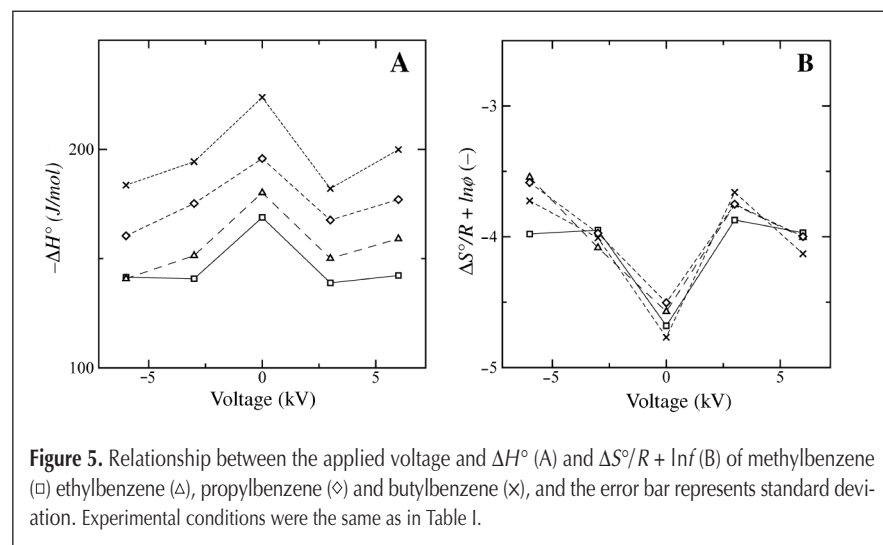 A
B
200
100
−ΔH° (J/mol)
−5
0
5
Voltage (kV)
−3
−4
−5
ΔS°/R + lnø (−)
−5
0
5
Voltage (kV)
Figure 5. Relationship between the applied voltage and ΔH° (A) and ΔS°/R + lnf (B) of methylbenzene
(□) ethylbenzene (△), propylbenzene (◇) and butylbenzene (×), and the error bar represents standard devi-
ation. Experimental conditions were the same as in Table I.